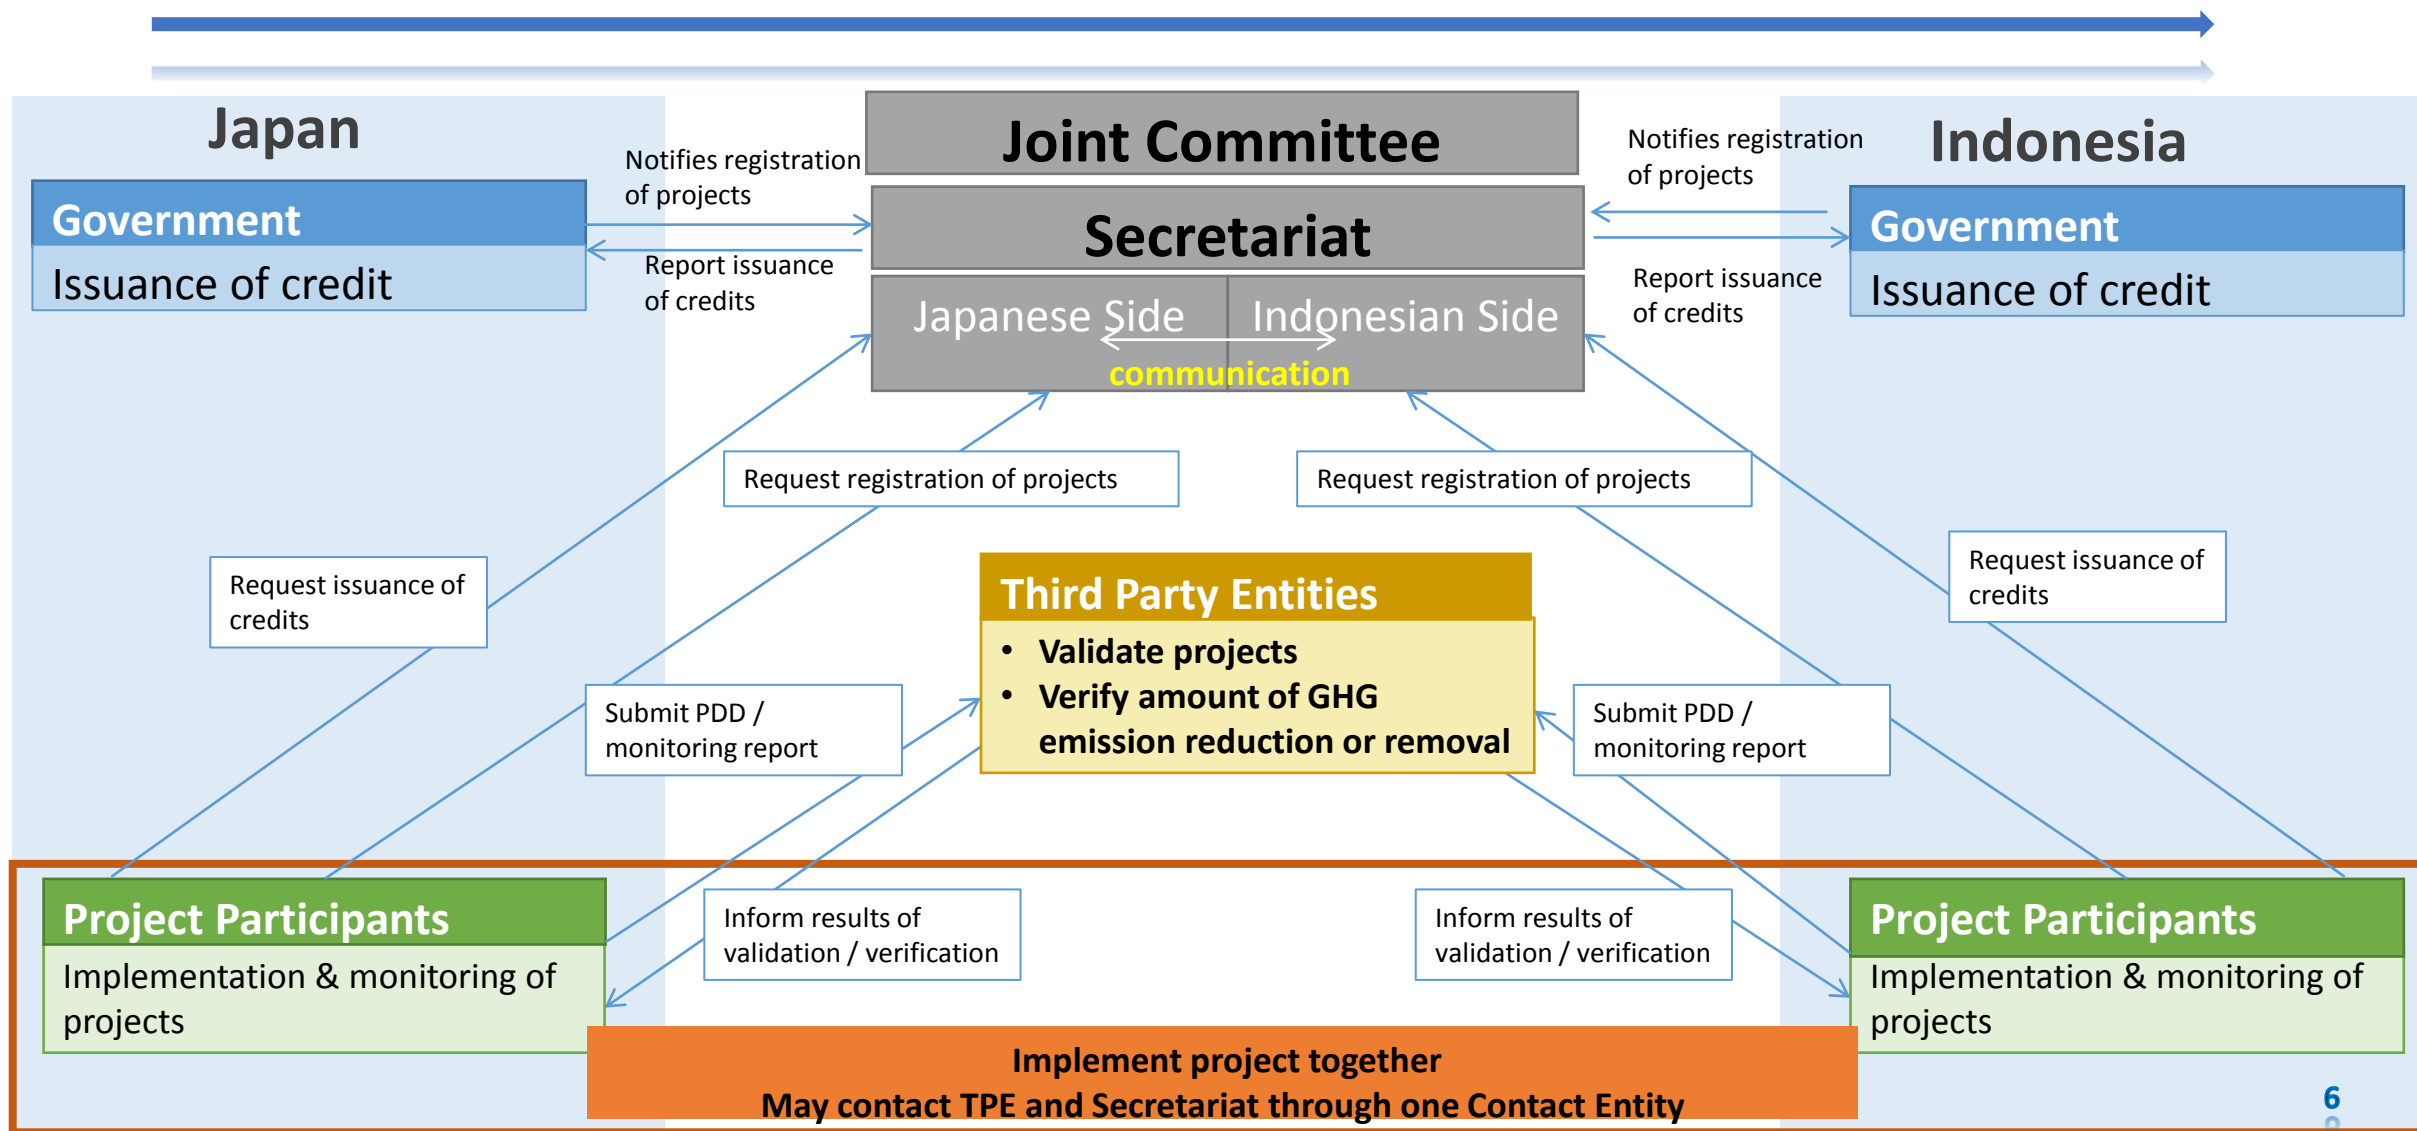 Japan
Joint Committee
Indonesia
Notifies registration
of projects
Notifies registration
of projects
Government
Issuance of credit
Secretariat
Government
Issuance of credit
Report issuance
of credits
Report issuance
of credits
Japanese Side
Indonesian Side
communication
Request registration of projects
Request registration of projects
Request issuance of
credits
Request issuance of
credits
Third Party Entities
• Validate projects
• Verify amount of GHG
emission reduction or removal
Submit PDD /
monitoring report
Submit PDD /
monitoring report
Project Participants
Implementation & monitoring of
projects
Inform results of
validation / verification
Inform results of
validation / verification
Project Participants
Implementation & monitoring of
projects
Implement project together
May contact TPE and Secretariat through one Contact Entity
6